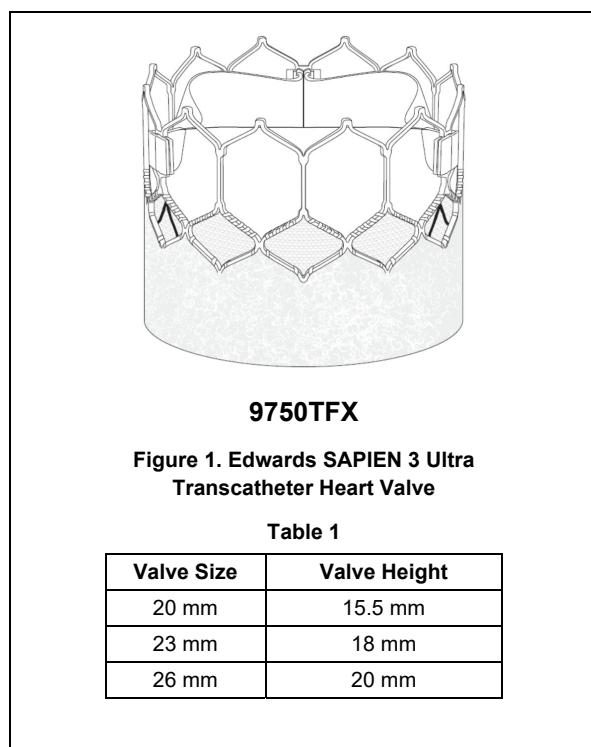 9750TFX
Figure 1. Edwards SAPIEN 3 Ultra
Transcatheter Heart Valve
Table 1
Valve Size Valve Height
20 mm 15.5 mm
23 mm 18 mm
26 mm 20 mm